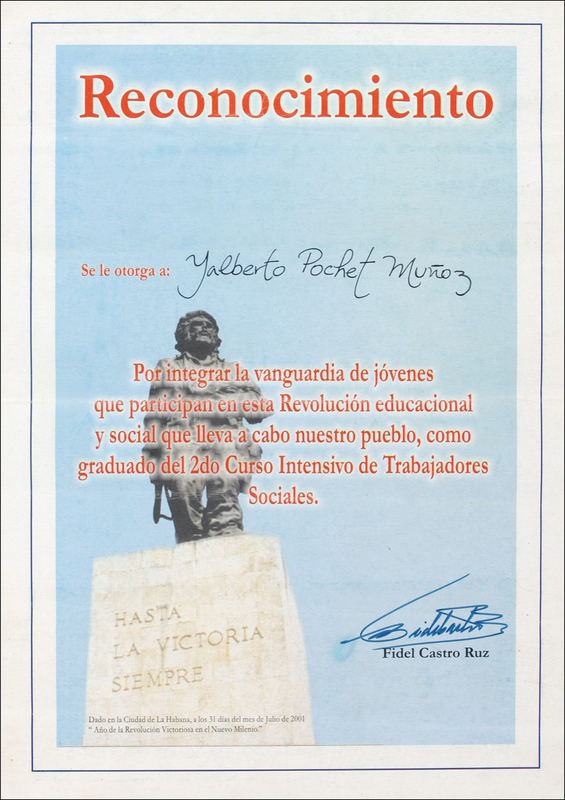 Reconocimiento
Se le otorga a: Yalberto Pochet Muñoz
Por integrar la vanguardia de jóvenes
que participan en esta Revolución educacional
y social que lleva a cabo nuestro pueblo, como
graduado del 2do Curso Intensivo de Trabajadores
Sociales.
HASTA
LA VICTORIA
SIEMPRE
Fidel Castro Ruz
Dado en la Ciudad de La Habana, a los 31 días del mes de Julio de 2001
“ Año de la Revolución Victoriosa en el Nuevo Milenio.”